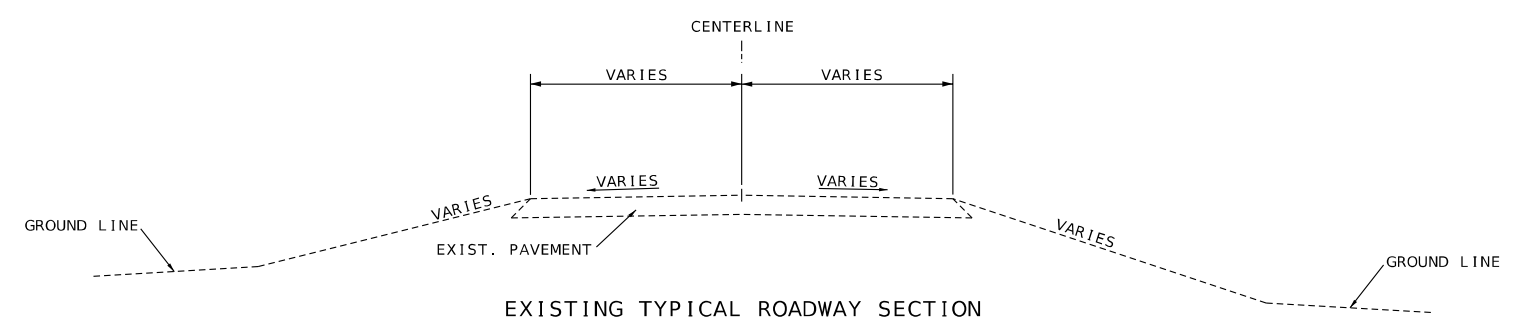 CENTERLINE
VARIES
VARIES
VARIES
VARIES
VARIES
VARIES
GROUND LINE
EXIST. PAVEMENT
GROUND LINE
EXISTING TYPICAL ROADWAY SECTION